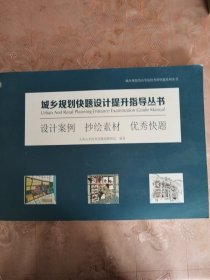 城乡规划快题设计提升指导丛书
Urban And Rural Planning Entrance Examination Guide Manual
设计案例 抄绘素材 优秀快题